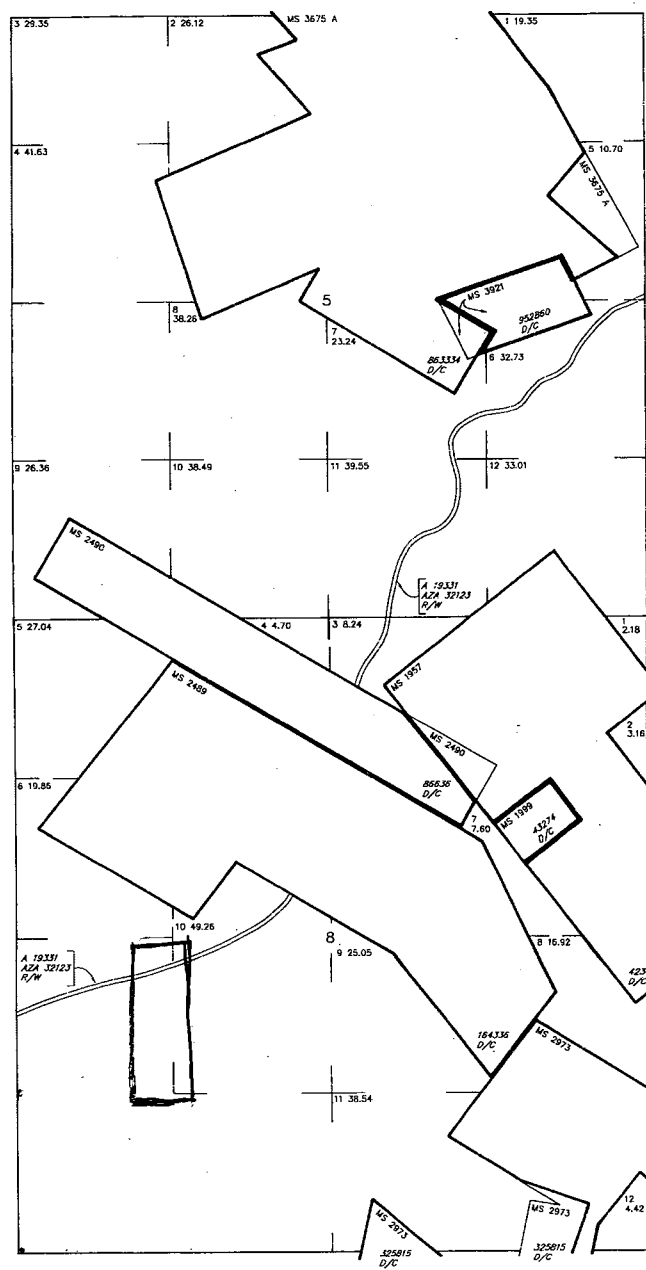 3 29.35
2 26.12
MS 3675 A
1 19.35
4 41.63
5 10.70
MS 3675 A
8
38.26
5
7
23.24
MS 3921
952860
D/C
863334
D/C
6 32.73
9 26.36
10 38.49
11 39.55
12 33.01
MS 2490
A 19331
AZA 32123
R/W
5 27.04
4 4.70
3 8.24
1
2.18
MS 2489
MS 1957
2
3.16
MS 2490
6 19.85
86636
D/C
7
7.60
MS 1999
43274
D/C
10 49.26
8
9 25.05
8 16.92
A 19331
AZA 32123
R/W
423
D/C
164336
D/C
MS 2973
11 38.54
12
4.42
MS 2973
325815
D/C
MS 2973
325815
D/C